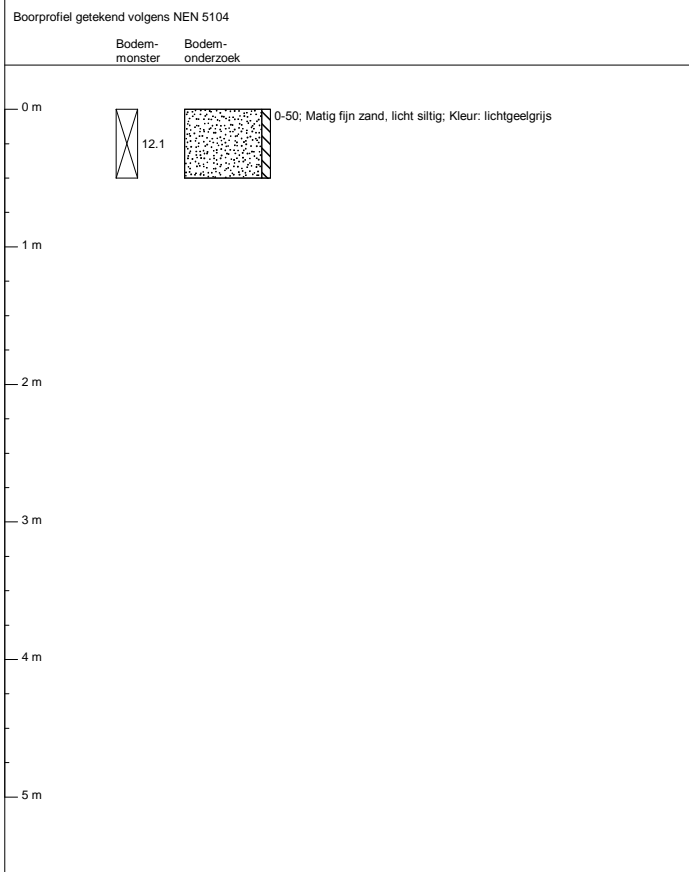 Boorprofiel getekend volgens NEN 5104
Bodem- Bodem-
monster onderzoek
0 m
0-50; Matig fijn zand, licht siltig; Kleur: lichtgeelgrijs
12.1
1 m
2 m
3 m
4 m
5 m